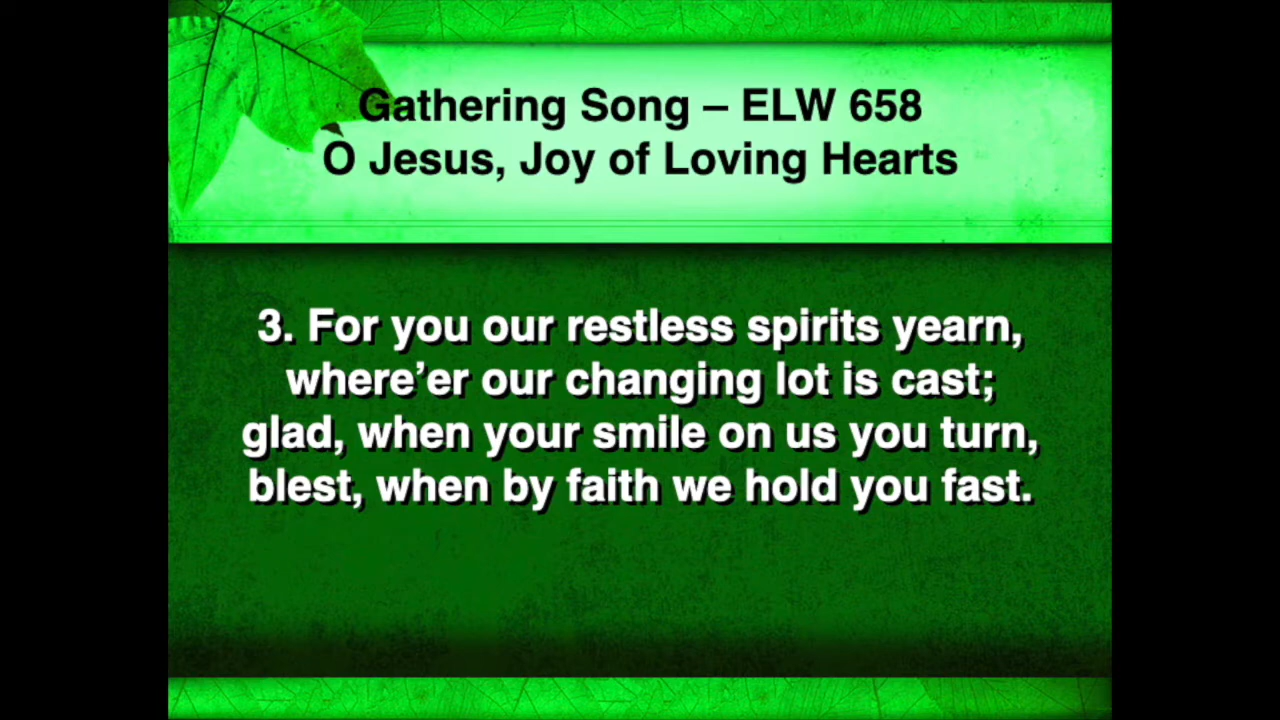 Gathering Song – ELW 658
O Jesus, Joy of Loving Hearts
3. For you our restless spirits yearn,
where’er our changing lot is cast;
glad, when your smile on us you turn,
blest, when by faith we hold you fast.